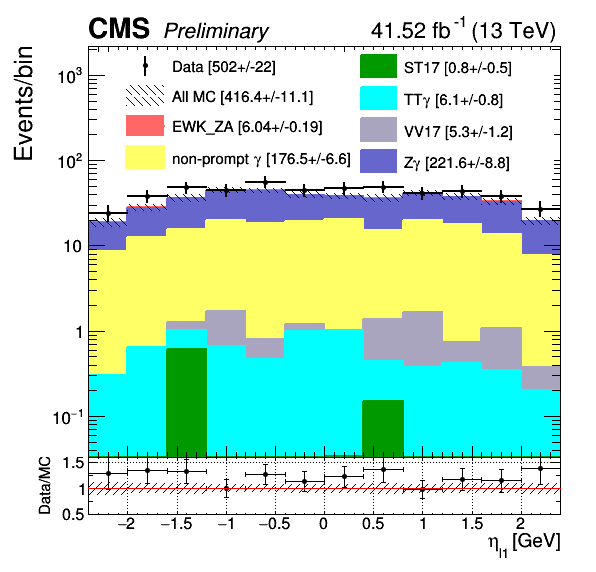 CMS Preliminary 41.52 fb⁻¹ (13 TeV)
Events/bin
Data [502+/-22]
All MC [416.4+/-11.1]
EWK_ZA [6.04+/-0.19]
non-prompt γ [176.5+/-6.6]
ST17 [0.8+/-0.5]
TTγ [6.1+/-0.8]
VV17 [5.3+/-1.2]
Zγ [221.6+/-8.8]
10³
10²
10
1
10⁻¹
Data/MC
1.5
1
0.5
−2 −1.5 −1 −0.5 0 0.5 1 1.5 2
η_l1 [GeV]